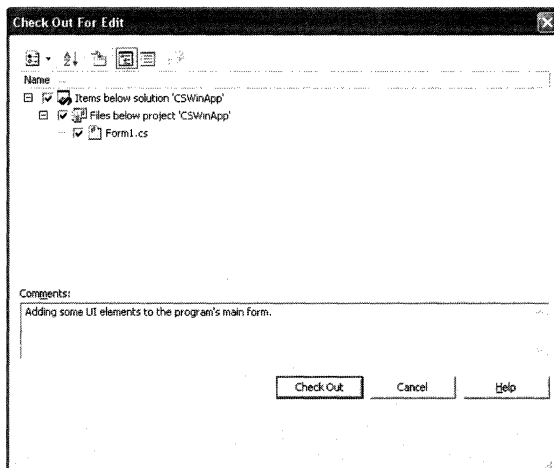 Check Out For Edit
Name
Items below solution 'CSWinApp'
Files below project 'CSWinApp'
Form1.cs
Comments:
Adding some UI elements to the program's main form.
Check Out Cancel Help